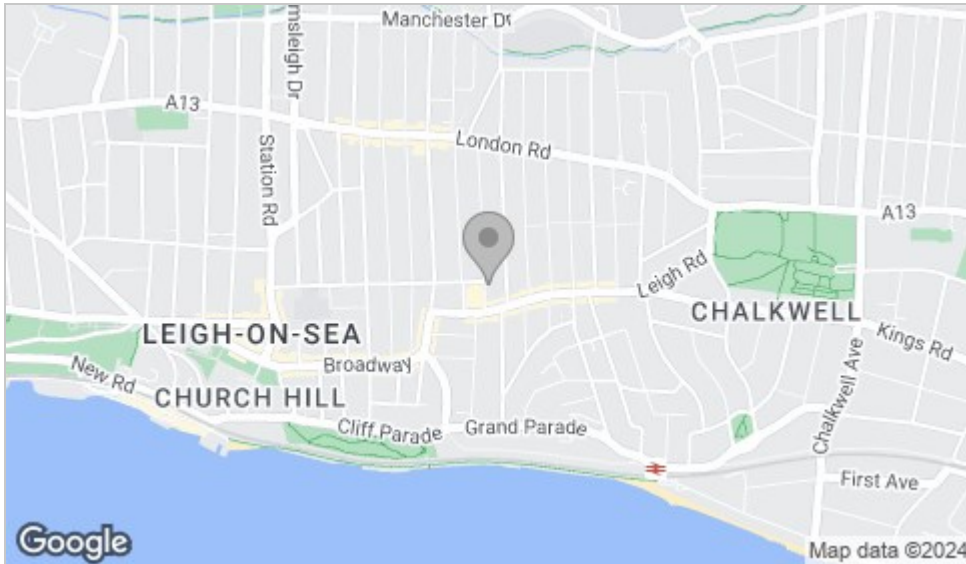 Manchester Dr
msleigh Dr
A13
Station Rd
London Rd
A13
Leigh Rd
CHALKWELL
LEIGH-ON-SEA
Kings Rd
Broadway
New Rd
CHURCH HILL
Chalkwell Ave
Cliff Parade
Grand Parade
First Ave
Google
Map data ©2024